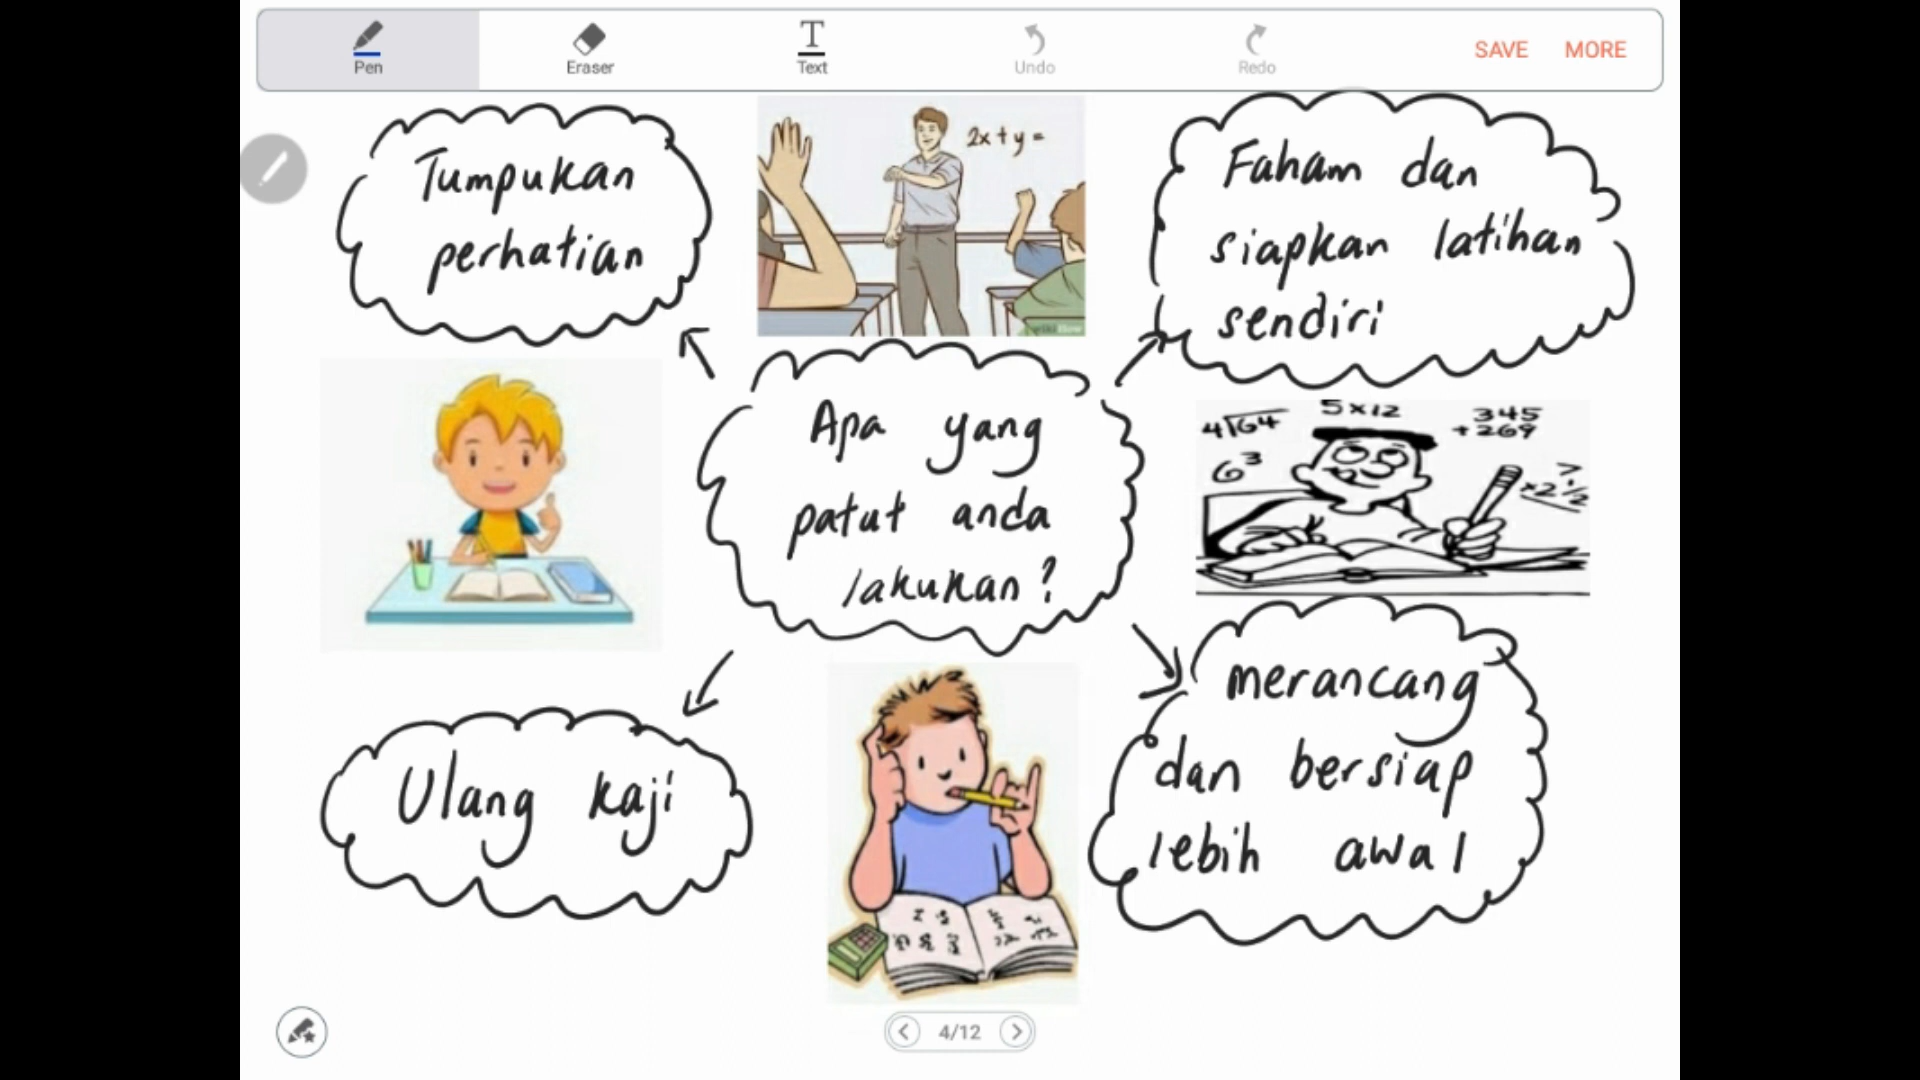 Pen
Eraser
Text
Undo
Redo
SAVE
MORE
Tumpukan
perhatian
2x+y=
wikiHow
Faham dan
siapkan latihan
sendiri
Apa yang
patut anda
lakukan?
4√64
5x12
345
+269
6³
Ulang kaji
merancang
dan bersiap
lebih awal
4/12